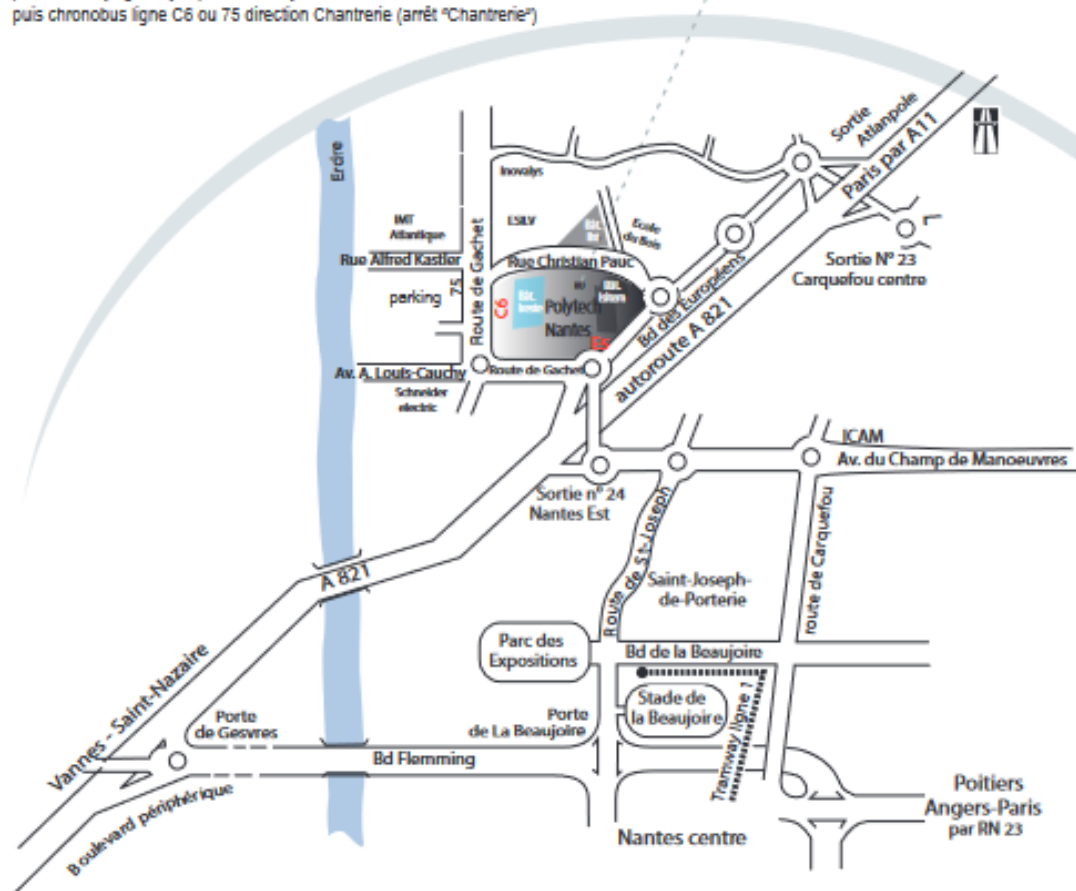 puis chronobus ligne C6 ou 75 direction Chantrerie (arrêt "Chantrerie")
Sortie
Atlanpole
Paris par A11
Erdre
Inovalys
IMT
Atlantique
ESILV
Ecole
du Bois
Bât.
Rue Alfred Kastler
Route de Gachet
Rue Christian Pauc
Sortie N° 23
Carquefou centre
parking
75
C6
Bât.
Bât.
Polytech
Nantes
Bd des Européens
autoroute A 821
Av. A. Louis-Cauchy
Route de Gachet
Schneider
electric
ICAM
Av. du Champ de Manoeuvres
Sortie n° 24
Nantes Est
Route de St-Joseph
route de Carquefou
A 821
Saint-Joseph-
de-Porterie
Parc des
Expositions
Bd de la Beaujoire
Vannes - Saint-Nazaire
Stade de
la Beaujoire
Tramway ligne 1
Porte
de Gesvres
Porte
de La Beaujoire
Bd Flemming
Boulevard périphérique
Poitiers
Angers-Paris
par RN 23
Nantes centre